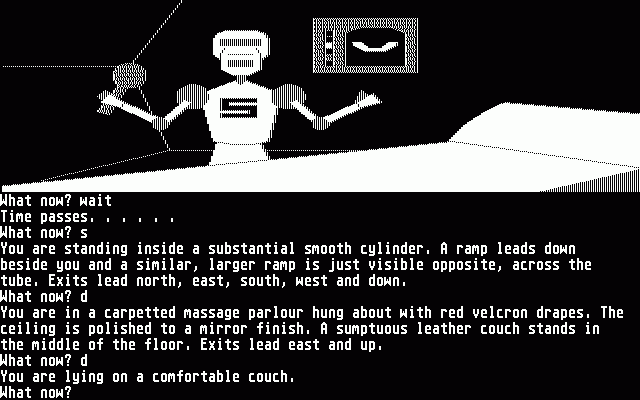 S
What now? wait
Time passes. . . . . .
What now? s
You are standing inside a substantial smooth cylinder. A ramp leads down
beside you and a similar, larger ramp is just visible opposite, across the
tube. Exits lead north, east, south, west and down.
What now? d
You are in a carpetted massage parlour hung about with red velcron drapes. The
ceiling is polished to a mirror finish. A sumptuous leather couch stands in
the middle of the floor. Exits lead east and up.
What now? d
You are lying on a comfortable couch.
What now?